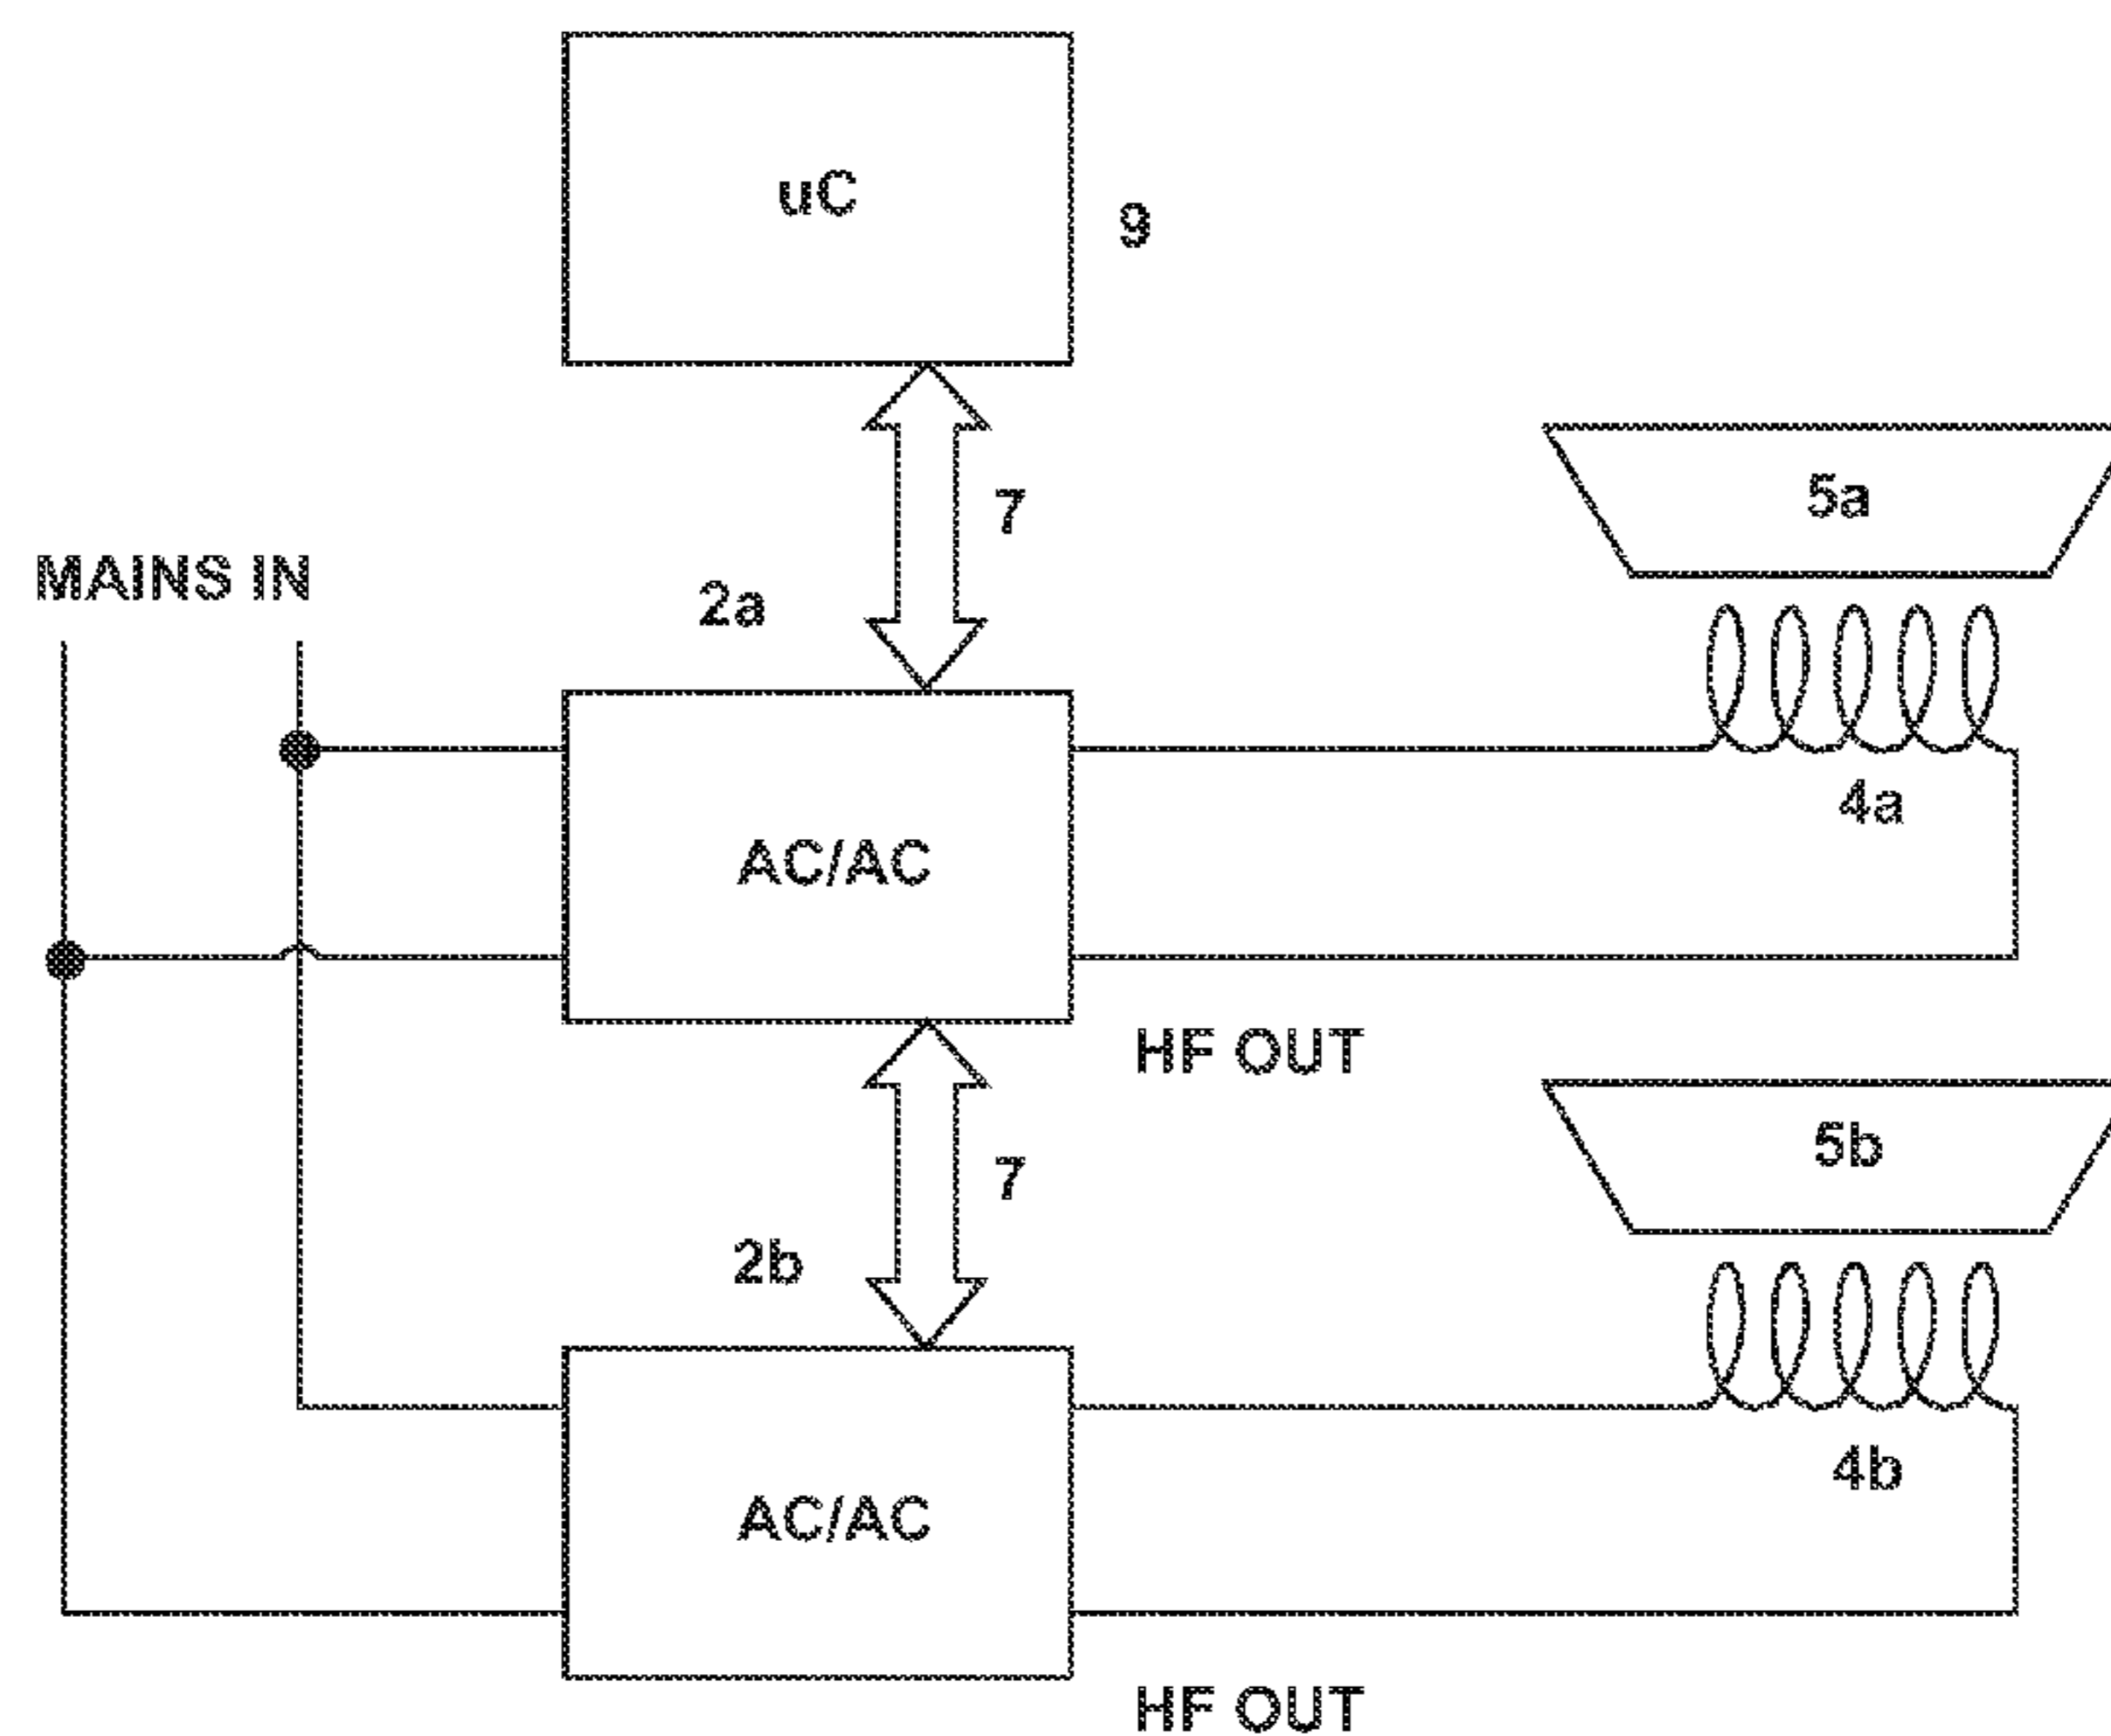 uC
9
7
5a
MAINS IN
2a
4a
AC/AC
HF OUT
7
5b
2b
4b
AC/AC
HF OUT